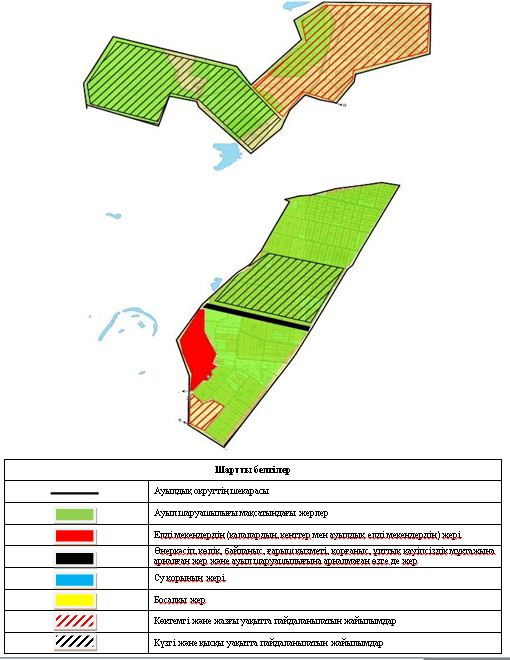 Шартты белгілер
Ауылдық округтің шекарасы
Ауыл шаруашылығы мақсатындағы жерлер
Елді мекендердің (қалалардың, кенттер мен ауылдық елді мекендердің) жері.
Өнеркәсіп, көлік, байланыс, ғарыш қызметі, қорғаныс, ұлттық қауіпсіздік мұқтажына
арналған жер және ауыл шаруашылығына арналмаған өзге де жер
Су қорының жері.
Босалқы жер.
Көктемгі және жазғы уақытта пайдаланылатын жайылымдар
Күзгі және қысқы уақытта пайдаланылатын жайылымдар